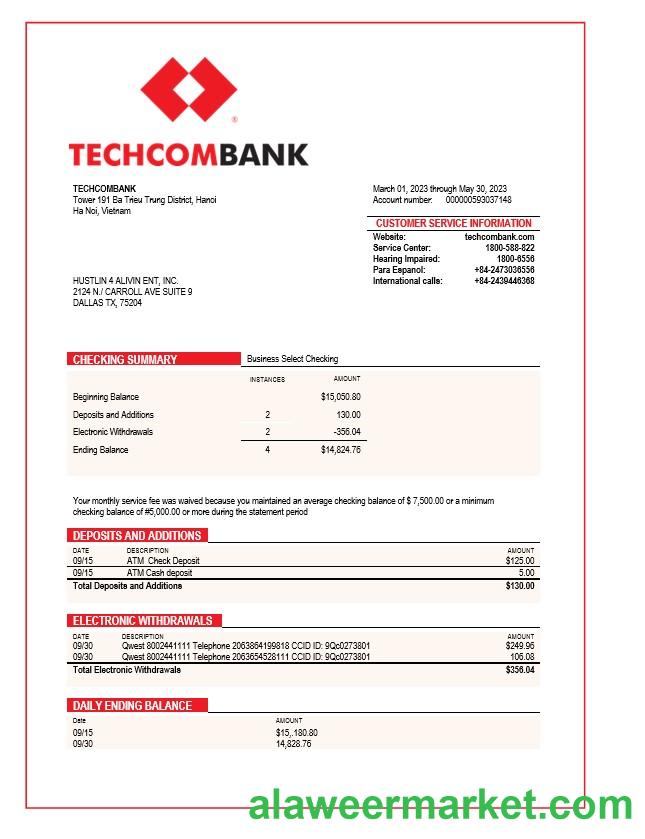 ®
TECHCOMBANK
TECHCOMBANK
Tower 191 Ba Trieu Trung District, Hanoi
Ha Noi, Vietnam
March 01, 2023 through May 30, 2023
Account number: 000000593037148
CUSTOMER SERVICE INFORMATION
Website: techcombank.com
Service Center: 1800-588-822
Hearing Impaired: 1800-6556
Para Espanol: +84-2473036556
International calls: +84-2439446368
HUSTLIN 4 ALIVIN ENT, INC.
2124 N./ CARROLL AVE SUITE 9
DALLAS TX, 75204
CHECKING SUMMARY Business Select Checking
INSTANCES AMOUNT
Beginning Balance $15,050.80
Deposits and Additions 2 130.00
Electronic Withdrawals 2 -356.04
Ending Balance 4 $14,824.76
Your monthly service fee was waived because you maintained an average checking balance of $ 7,500.00 or a minimum
checking balance of #5,000.00 or more during the statement period
DEPOSITS AND ADDITIONS
DATE DESCRIPTION AMOUNT
09/15 ATM Check Deposit $125.00
09/15 ATM Cash deposit 5.00
Total Deposits and Additions $130.00
ELECTRONIC WITHDRAWALS
DATE DESCRIPTION AMOUNT
09/30 Qwest 8002441111 Telephone 2063864199818 CCID ID: 9Qc0273801 $249.96
09/30 Qwest 8002441111 Telephone 2063654528111 CCID ID: 9Qc0273801 106.08
Total Electronic Withdrawals $356.04
DAILY ENDING BALANCE
Date AMOUNT
09/15 $15,.180.80
09/30 14,828.76
alaweermarket.com